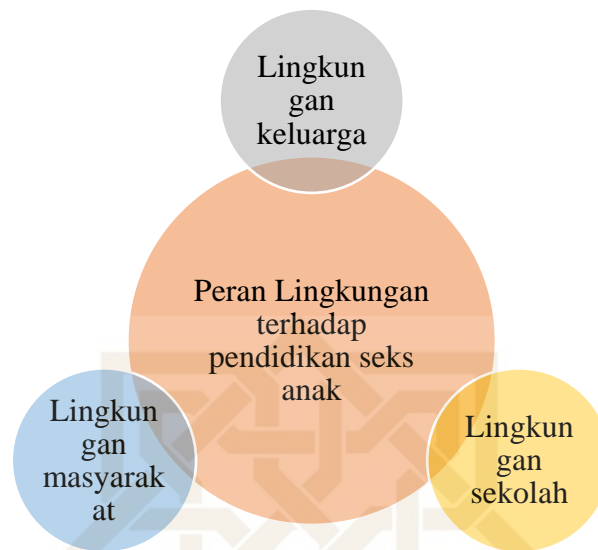 Lingkun
gan
keluarga
Peran Lingkungan
terhadap
pendidikan seks
anak
Lingkun
gan
masyarak
at
Lingkun
gan
sekolah